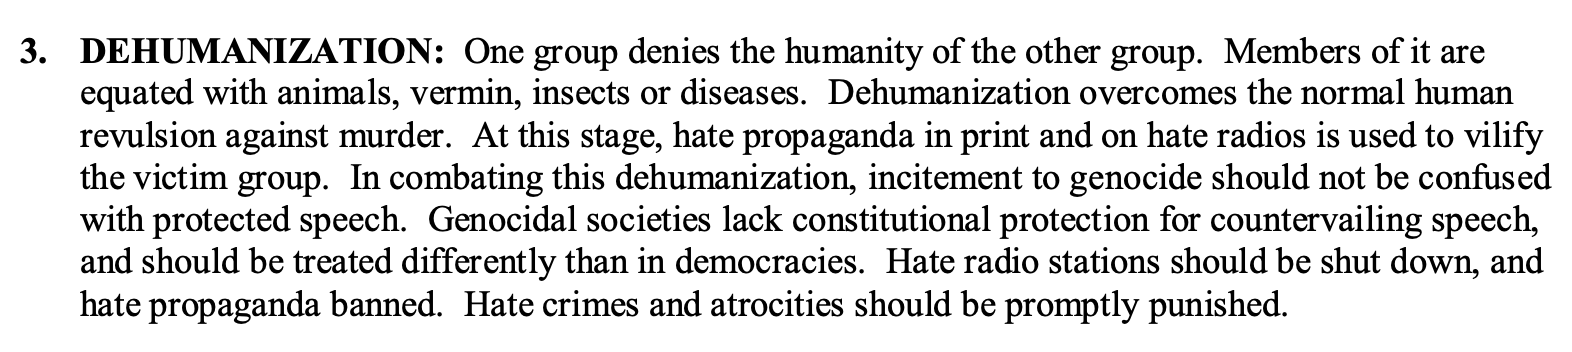 3. DEHUMANIZATION: One group denies the humanity of the other group. Members of it are
equated with animals, vermin, insects or diseases. Dehumanization overcomes the normal human
revulsion against murder. At this stage, hate propaganda in print and on hate radios is used to vilify
the victim group. In combating this dehumanization, incitement to genocide should not be confused
with protected speech. Genocidal societies lack constitutional protection for countervailing speech,
and should be treated differently than in democracies. Hate radio stations should be shut down, and
hate propaganda banned. Hate crimes and atrocities should be promptly punished.